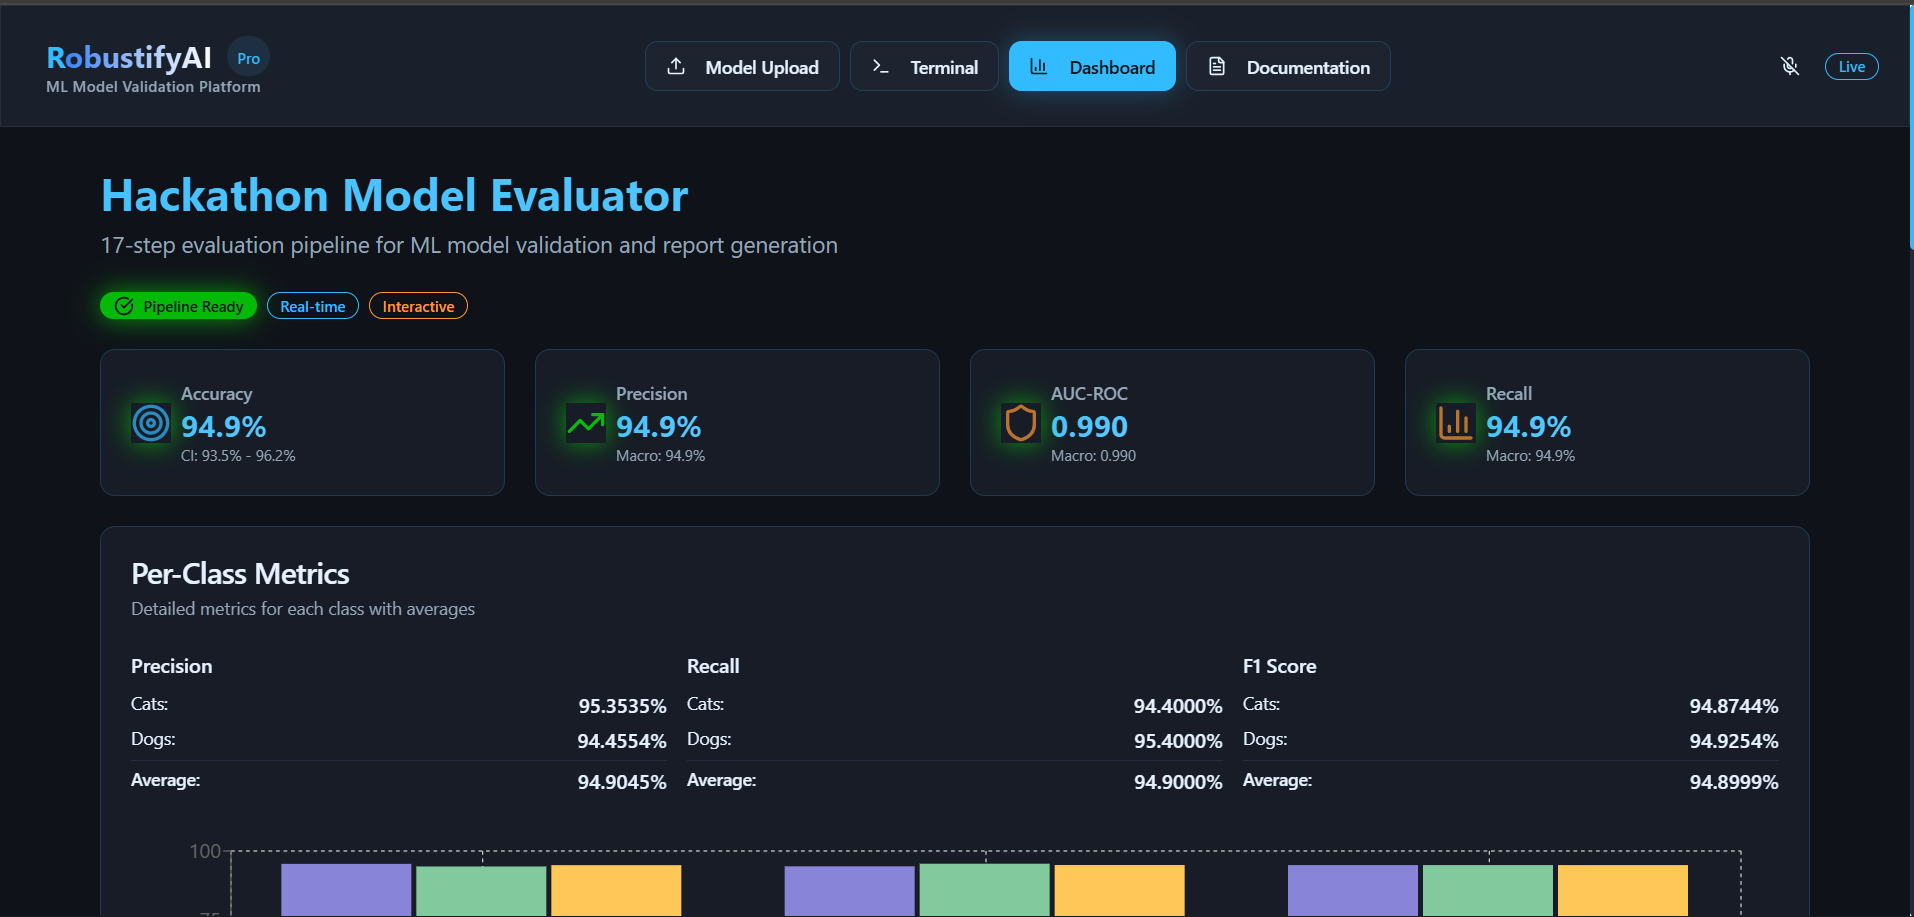 RobustifyAI Pro
ML Model Validation Platform
Model Upload
Terminal
Dashboard
Documentation
Live
Hackathon Model Evaluator
17-step evaluation pipeline for ML model validation and report generation
Pipeline Ready
Real-time
Interactive
Accuracy
94.9%
CI: 93.5% - 96.2%
Precision
94.9%
Macro: 94.9%
AUC-ROC
0.990
Macro: 0.990
Recall
94.9%
Macro: 94.9%
Per-Class Metrics
Detailed metrics for each class with averages
Precision
Cats: 95.3535%
Dogs: 94.4554%
Average: 94.9045%
Recall
Cats: 94.4000%
Dogs: 95.4000%
Average: 94.9000%
F1 Score
Cats: 94.8744%
Dogs: 94.9254%
Average: 94.8999%
100